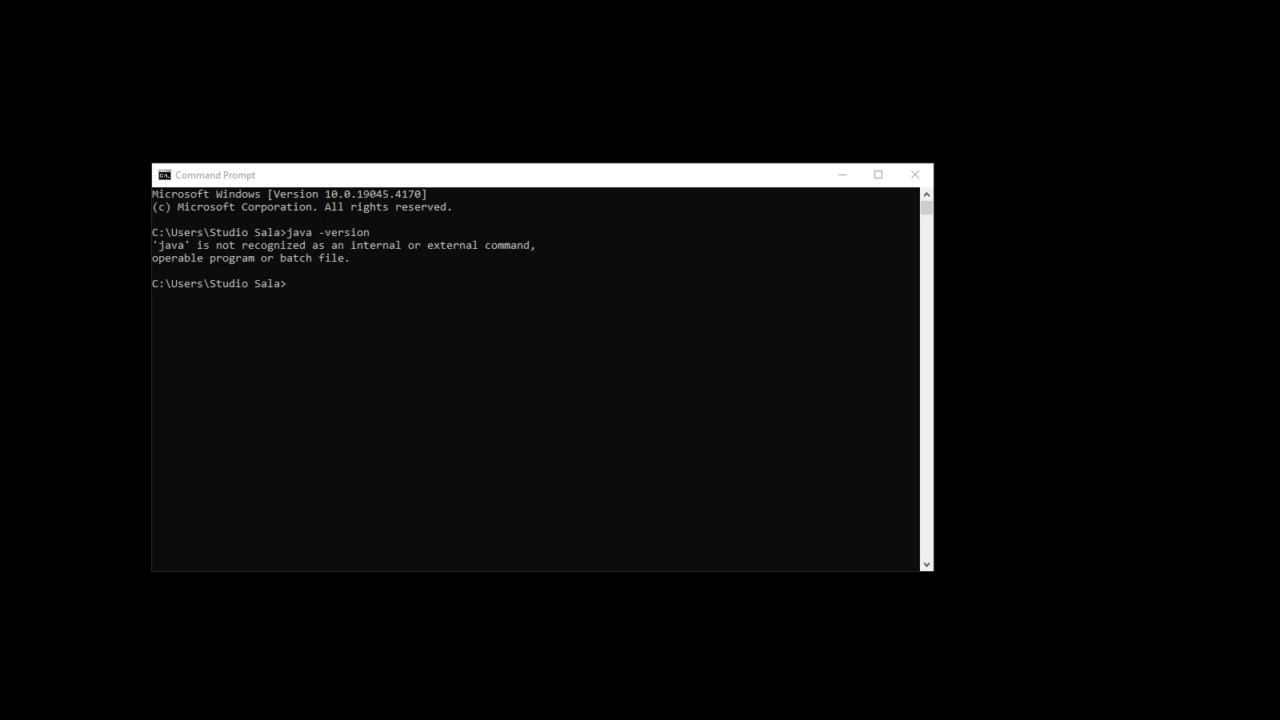 Command Prompt
Microsoft Windows [Version 10.0.19045.4170]
(c) Microsoft Corporation. All rights reserved.
C:\Users\Studio Sala>java -version
'java' is not recognized as an internal or external command,
operable program or batch file.
C:\Users\Studio Sala>